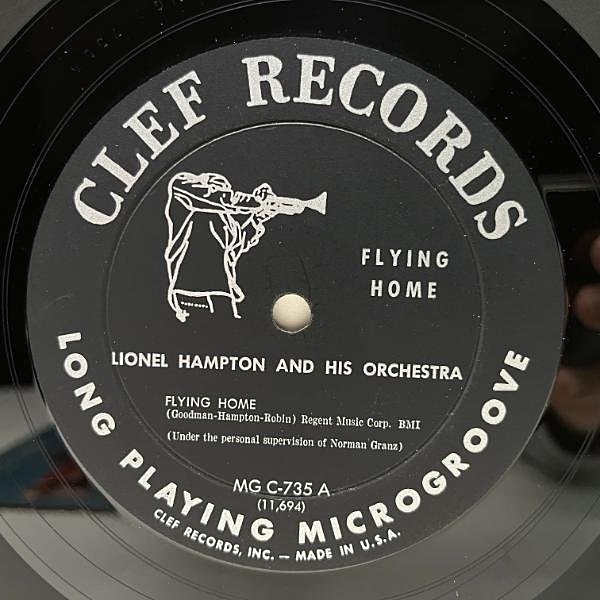 CLEF RECORDS
FLYING
HOME
LIONEL HAMPTON AND HIS ORCHESTRA
FLYING HOME
(Goodman-Hampton-Robin) Regent Music Corp. BMI
(Under the personal supervision of Norman Granz)
MG C-735 A
(11,694)
LONG PLAYING MICROGROOVE
CLEF RECORDS, INC. — MADE IN U.S.A.